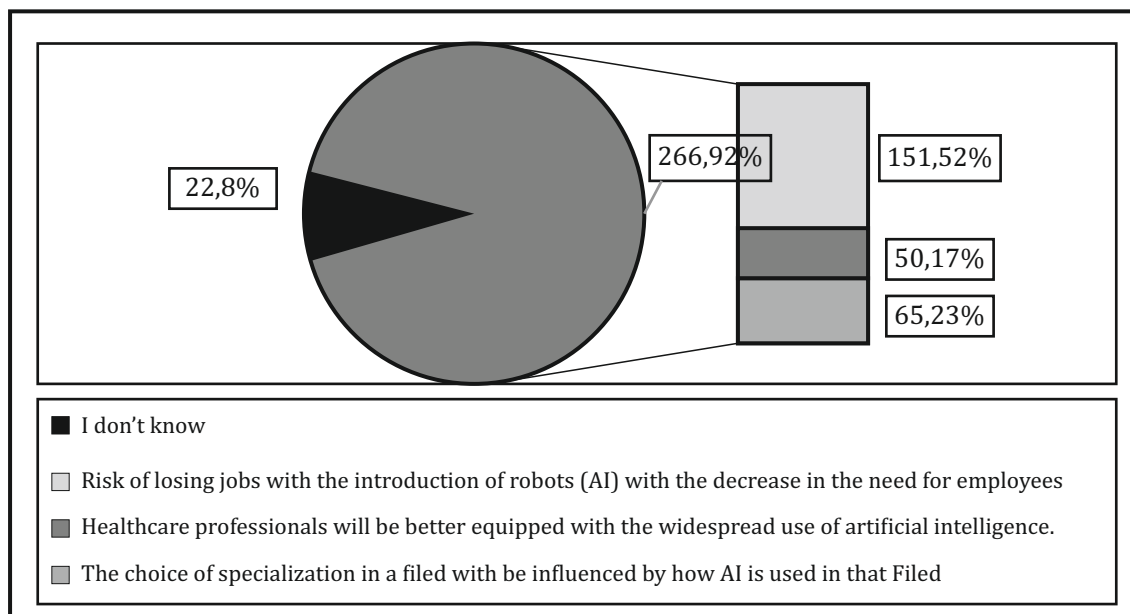 22,8%
266,92%
151,52%
50,17%
65,23%
I don't know
Risk of losing jobs with the introduction of robots (AI) with the decrease in the need for employees
Healthcare professionals will be better equipped with the widespread use of artificial intelligence.
The choice of specialization in a filed with be influenced by how AI is used in that Filed